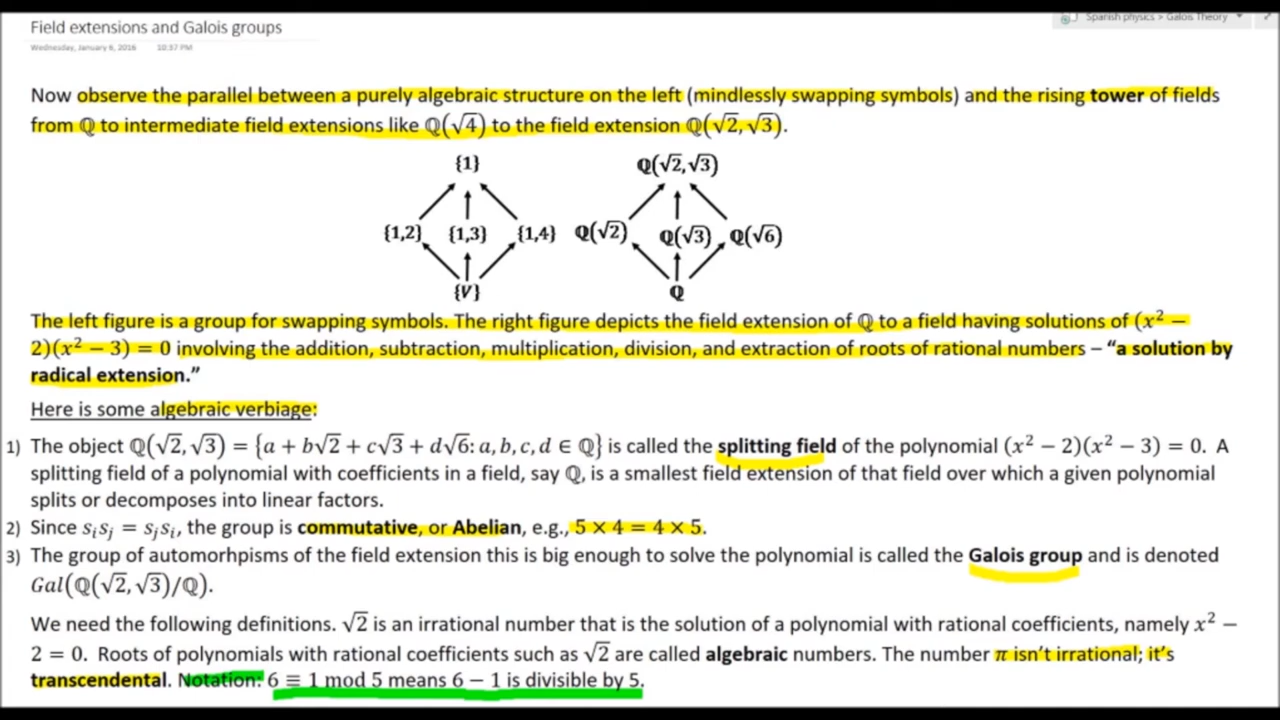 Field extensions and Galois groups
Spanish physics > Galois Theory
Wednesday, January 6, 2016 10:37 PM
Now observe the parallel between a purely algebraic structure on the left (mindlessly swapping symbols) and the rising tower of fields
from ℚ to intermediate field extensions like ℚ(√4) to the field extension ℚ(√2,√3).
{1} ℚ(√2,√3)
{1,2} {1,3} {1,4} ℚ(√2) ℚ(√3) ℚ(√6)
{V} ℚ
The left figure is a group for swapping symbols. The right figure depicts the field extension of ℚ to a field having solutions of (x² −
2)(x² − 3) = 0 involving the addition, subtraction, multiplication, division, and extraction of roots of rational numbers – “a solution by
radical extension.”
Here is some algebraic verbiage:
1) The object ℚ(√2,√3) = {a + b√2 + c√3 + d√6: a, b, c, d ∈ ℚ} is called the splitting field of the polynomial (x² − 2)(x² − 3) = 0. A
splitting field of a polynomial with coefficients in a field, say ℚ, is a smallest field extension of that field over which a given polynomial
splits or decomposes into linear factors.
2) Since sᵢsⱼ = sⱼsᵢ, the group is commutative, or Abelian, e.g., 5 × 4 = 4 × 5.
3) The group of automorhpisms of the field extension this is big enough to solve the polynomial is called the Galois group and is denoted
Gal(ℚ(√2,√3)/ℚ).
We need the following definitions. √2 is an irrational number that is the solution of a polynomial with rational coefficients, namely x² −
2 = 0. Roots of polynomials with rational coefficients such as √2 are called algebraic numbers. The number π isn’t irrational; it’s
transcendental. Notation: 6 ≡ 1 mod 5 means 6 − 1 is divisible by 5.